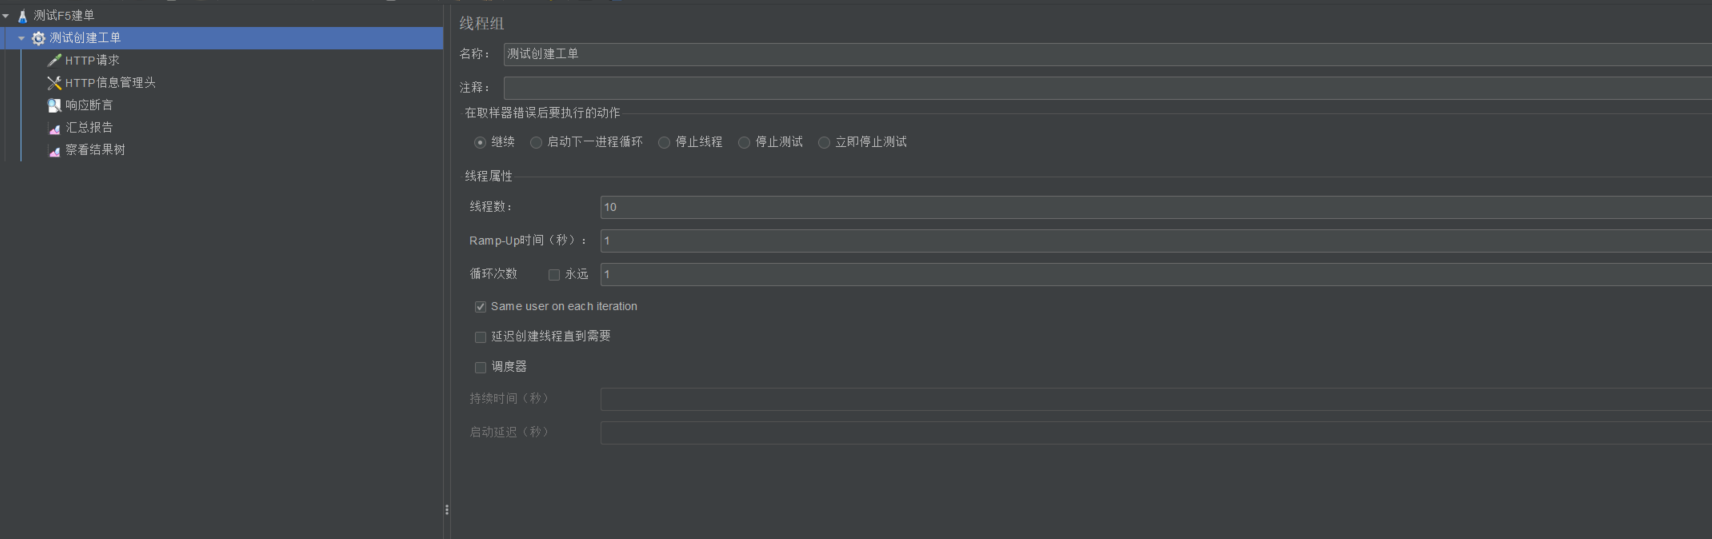 测试F5建单
测试创建工单
HTTP请求
HTTP信息管理头
响应断言
汇总报告
察看结果树
线程组
名称： 测试创建工单
注释：
在取样器错误后要执行的动作
继续 启动下一进程循环 停止线程 停止测试 立即停止测试
线程属性
线程数： 10
Ramp-Up时间（秒）： 1
循环次数 永远 1
Same user on each iteration
延迟创建线程直到需要
调度器
持续时间（秒）
启动延迟（秒）